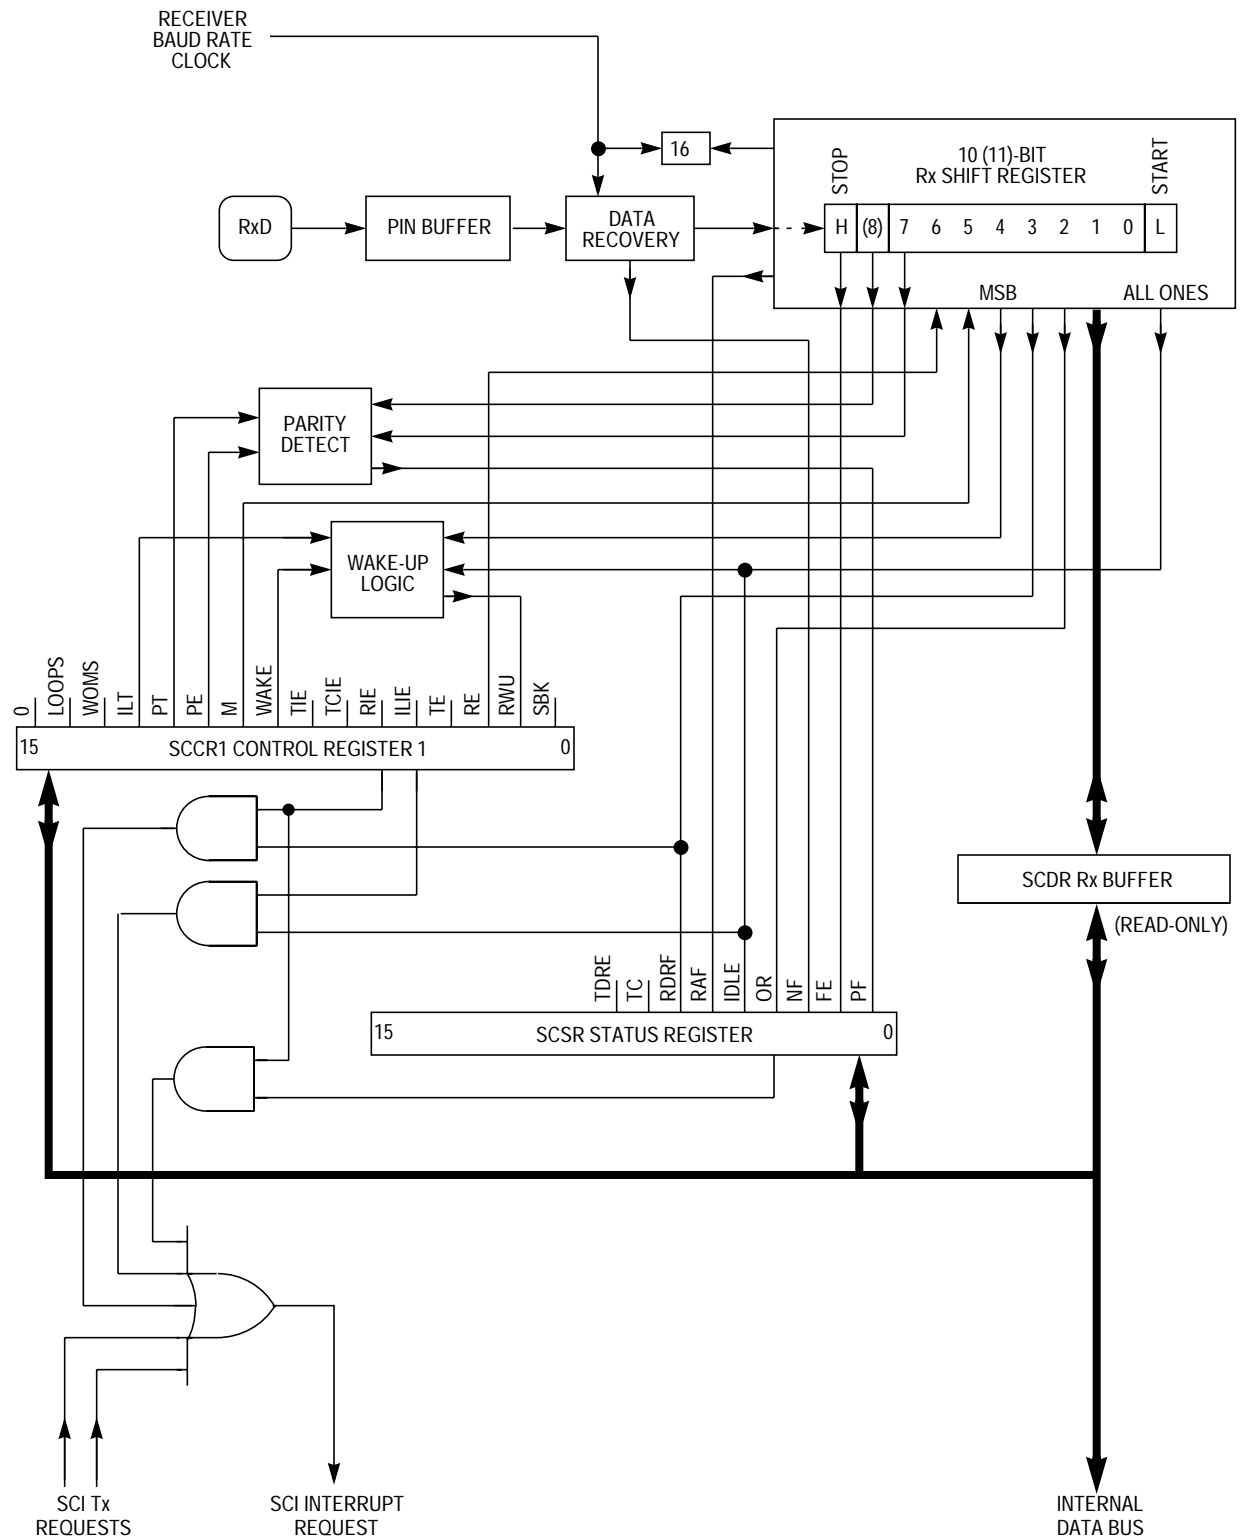 RECEIVER
BAUD RATE
CLOCK
16
10 (11)-BIT
Rx SHIFT REGISTER
STOP
START
RxD
PIN BUFFER
DATA
RECOVERY
H (8) 7 6 5 4 3 2 1 0 L
MSB
ALL ONES
PARITY
DETECT
WAKE-UP
LOGIC
0
LOOPS
WOMS
ILT
PT
PE
M
WAKE
TIE
TCIE
RIE
ILIE
TE
RE
RWU
SBK
15 SCCR1 CONTROL REGISTER 1 0
SCDR Rx BUFFER
(READ-ONLY)
TDRE
TC
RDRF
RAF
IDLE
OR
NF
FE
PF
15 SCSR STATUS REGISTER 0
SCI Tx
REQUESTS
SCI INTERRUPT
REQUEST
INTERNAL
DATA BUS